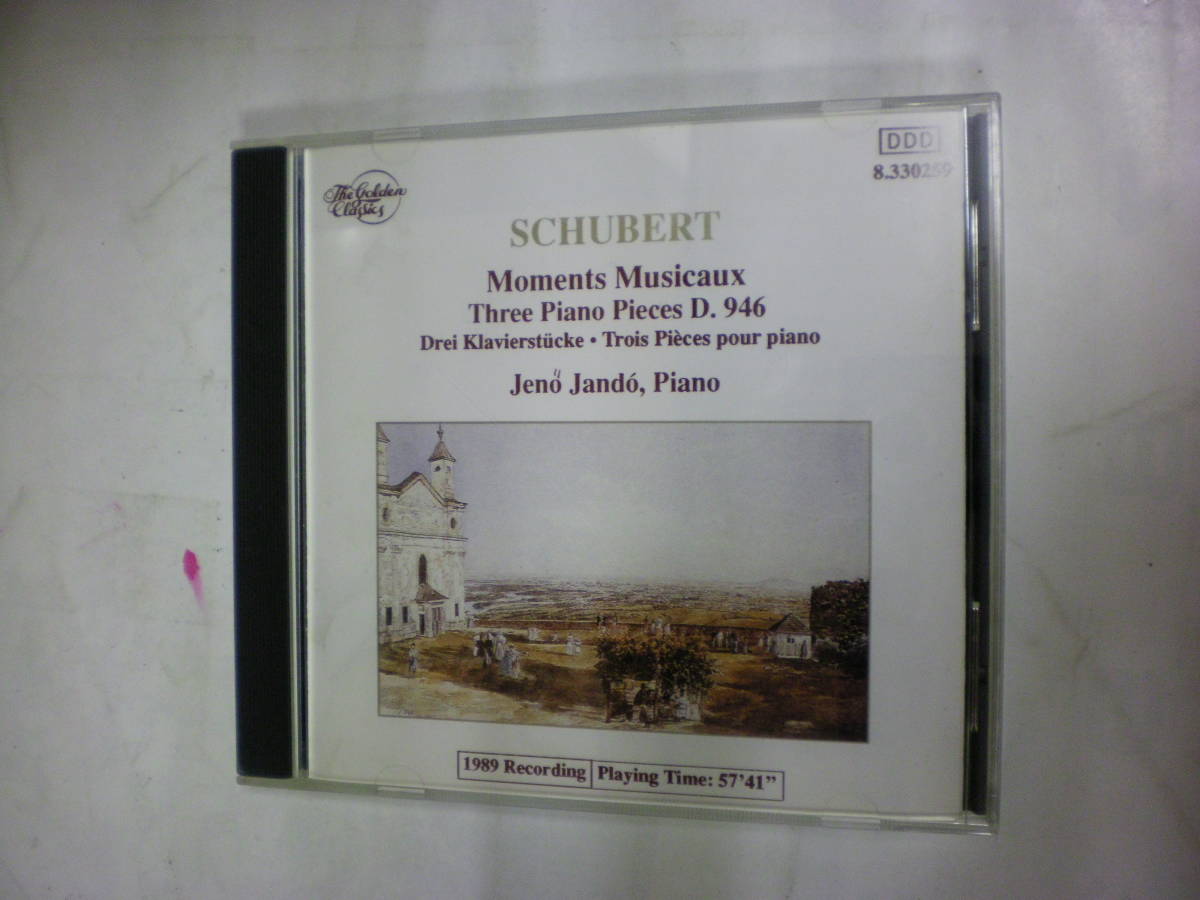 DDD
8.330259
The Golden
Classics
SCHUBERT
Moments Musicaux
Three Piano Pieces D. 946
Drei Klavierstücke • Trois Pièces pour piano
Jenő Jandó, Piano
1989 Recording Playing Time: 57'41"